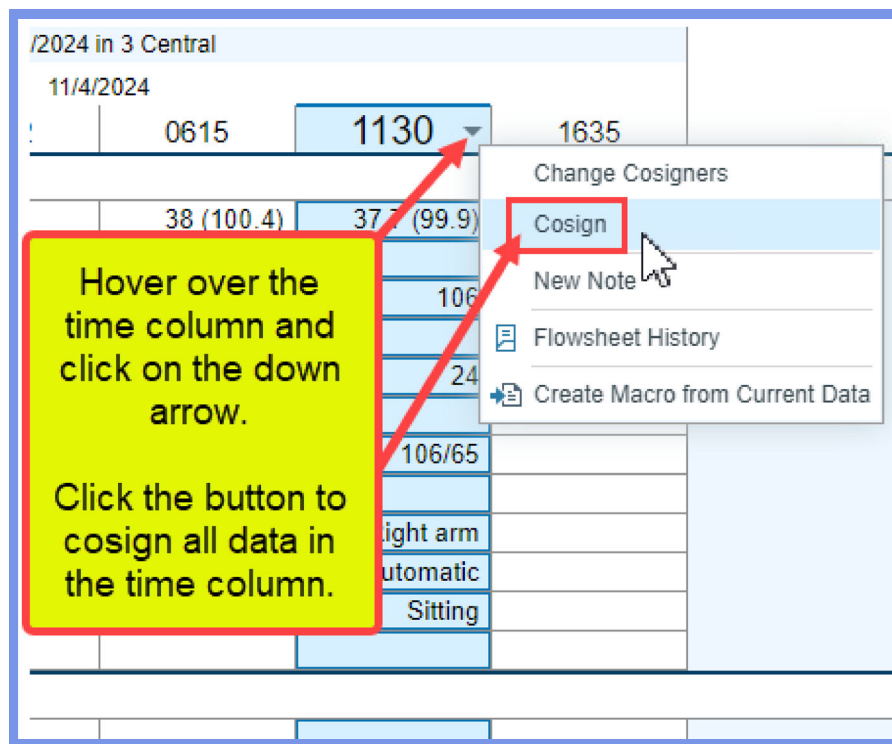 /2024 in 3 Central
11/4/2024
0615 1130 1635
Change Cosigners
38 (100.4) (99.9)
Cosign
Hover over the
time column and
click on the down
arrow.
Click the button to
cosign all data in
the time column.
106
New Note
Flowsheet History
24
Create Macro from Current Data
106/65
arm
Sitting